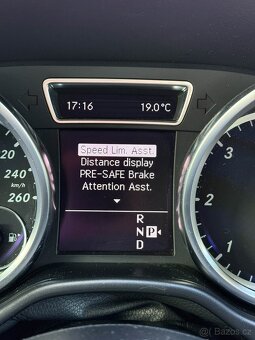 17:16 19.0°C
Speed Lim. Asst.
Distance display
PRE-SAFE Brake
Attention Asst.
R
N P
D
20
240
km/h
260
3
2
1
Bazos.cz